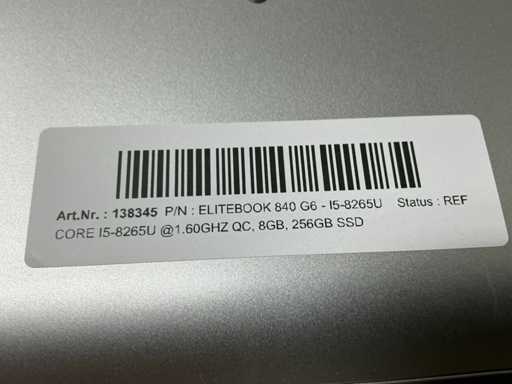 Art.Nr. : 138345 P/N : ELITEBOOK 840 G6 - I5-8265U Status : REF
CORE I5-8265U @1.60GHZ QC, 8GB, 256GB SSD